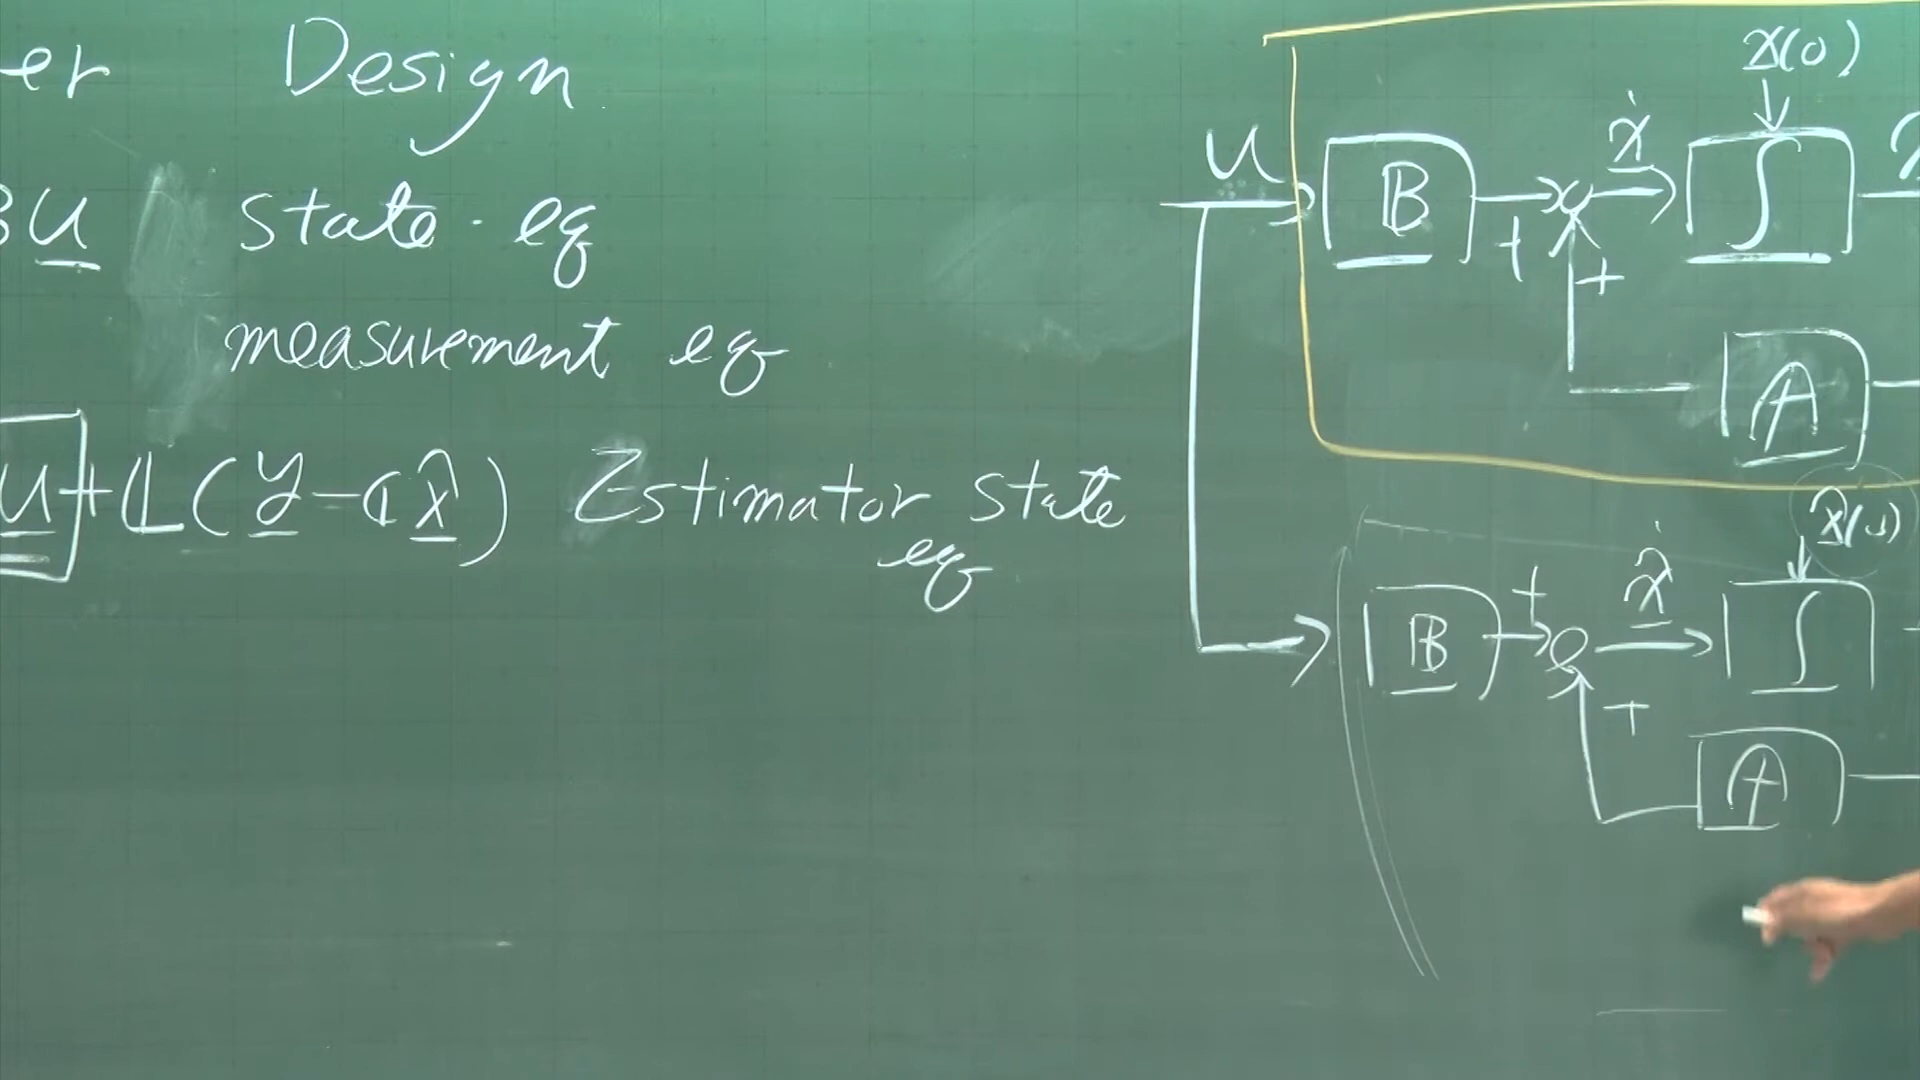 er Design
Bu state eq
measurement eq
u+L(y-Cx̂) Estimator state
eq
x(0)
u B + ẋ ∫
+
A
x̂(0)
B + x̂̇ ∫
+
A